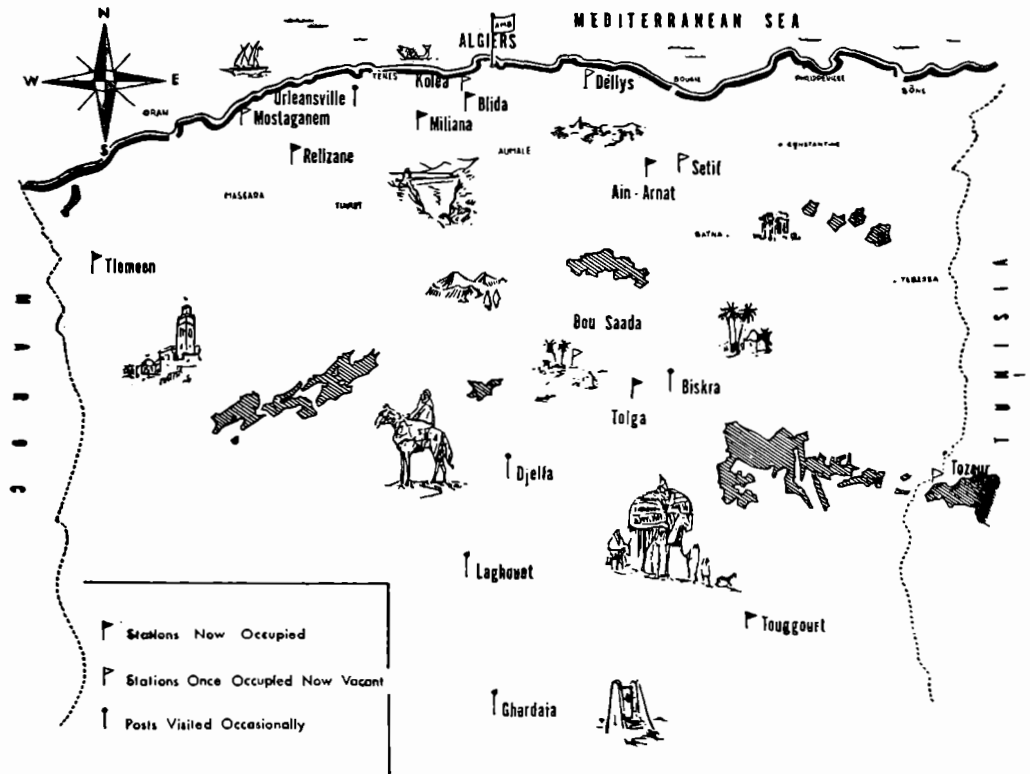 N
MEDITERRANEAN SEA
AMB
ALGIERS
W E
TENES
Kolea
Dellys
BOUGIE
PHILIPPEVILLE
BÔNE
Orleansville
Blida
ORAN
Mostaganem
Miliana
S
Relizane
AUMALE
CONSTANTINE
Setif
Ain-Arnat
MASCARA
TIARET
BATNA
Tlemcen
TEBESSA
MAROC
TUNISIA
Bou Saada
Biskra
Tolga
Djelfa
Tozeur
Laghouat
Touggourt
Stations Now Occupied
Stations Once Occupied Now Vacant
Ghardaia
Posts Visited Occasionally